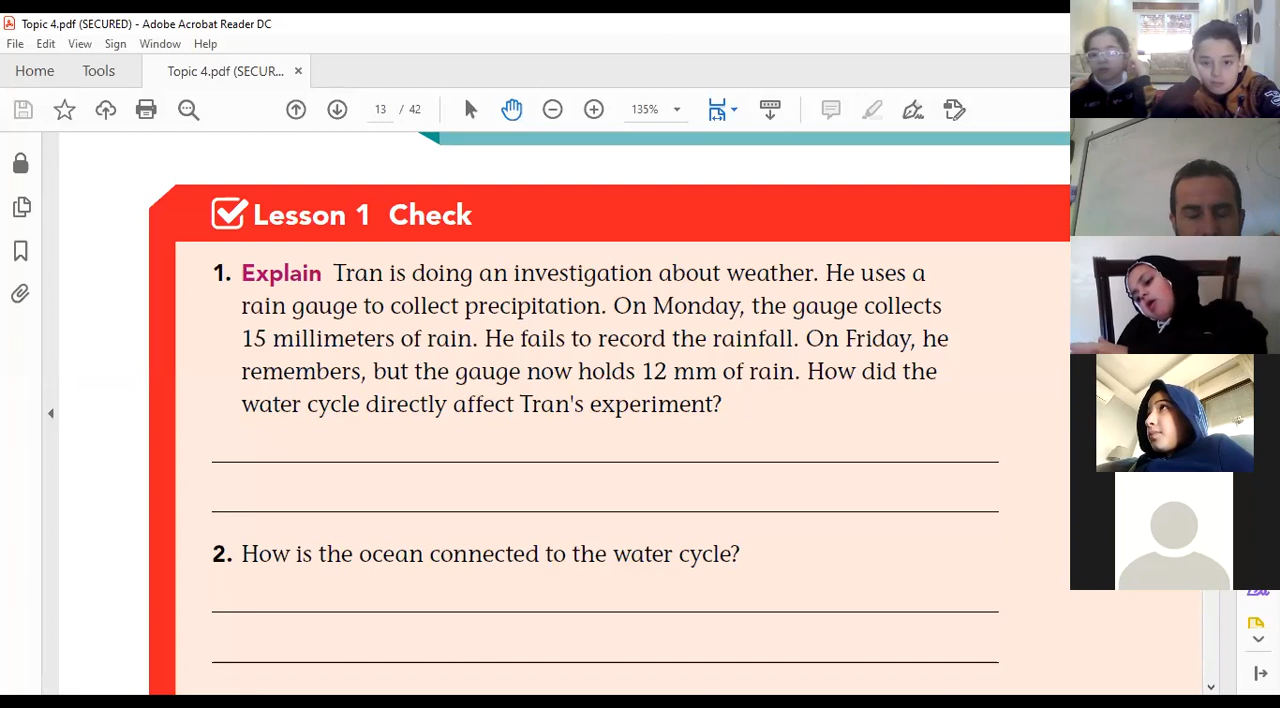 Topic 4.pdf (SECURED) - Adobe Acrobat Reader DC
File Edit View Sign Window Help
Home Tools Topic 4.pdf (SECUR... ×
13 / 42 135%
Lesson 1 Check
1. Explain Tran is doing an investigation about weather. He uses a
rain gauge to collect precipitation. On Monday, the gauge collects
15 millimeters of rain. He fails to record the rainfall. On Friday, he
remembers, but the gauge now holds 12 mm of rain. How did the
water cycle directly affect Tran's experiment?
2. How is the ocean connected to the water cycle?